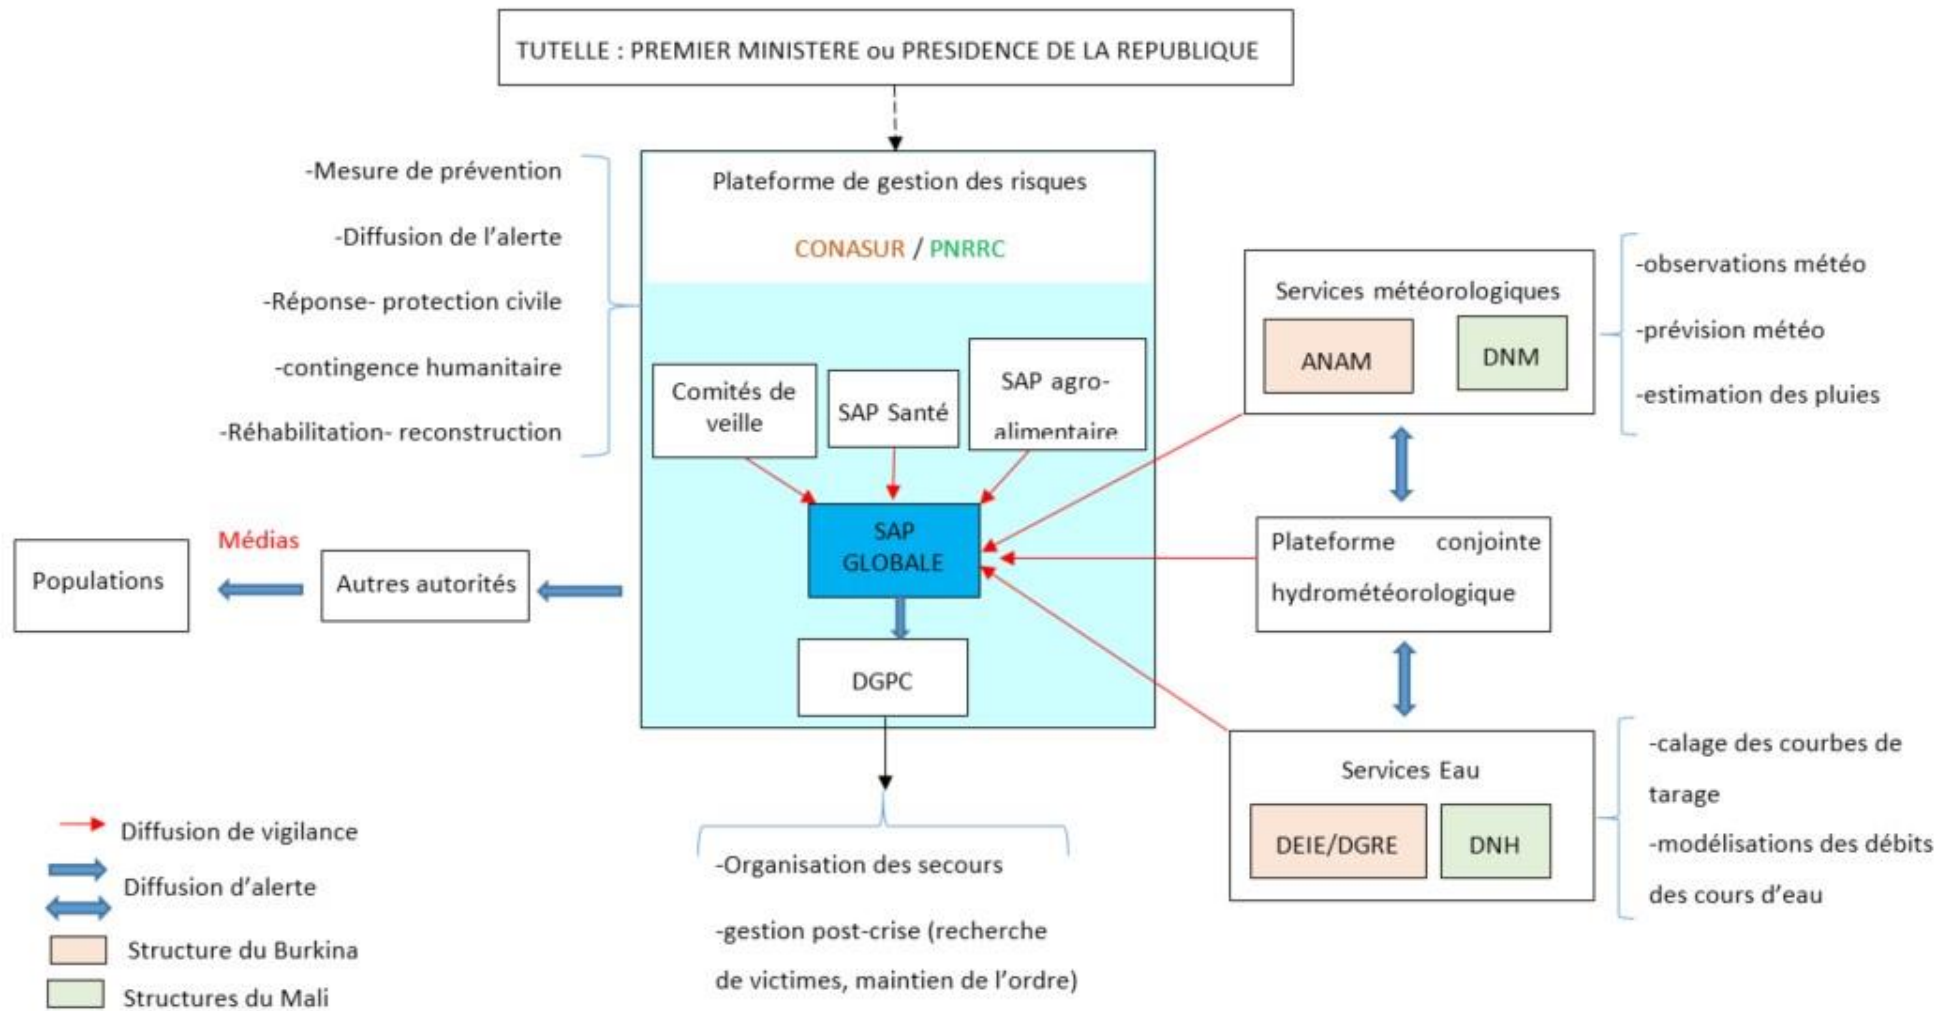 TUTELLE : PREMIER MINISTERE ou PRESIDENCE DE LA REPUBLIQUE
-Mesure de prévention
-Diffusion de l'alerte
-Réponse- protection civile
-contingence humanitaire
-Réhabilitation- reconstruction
Plateforme de gestion des risques
CONASUR / PNRRC
Comités de
veille
SAP Santé
SAP agro-
alimentaire
SAP
GLOBALE
DGPC
Services météorologiques
ANAM
DNM
-observations météo
-prévision météo
-estimation des pluies
Plateforme conjointe
hydrométéorologique
Services Eau
DEIE/DGRE
DNH
-calage des courbes de
tarage
-modélisations des débits
des cours d'eau
Médias
Populations
Autres autorités
-Organisation des secours
-gestion post-crise (recherche
de victimes, maintien de l'ordre)
Diffusion de vigilance
Diffusion d'alerte
Structure du Burkina
Structures du Mali